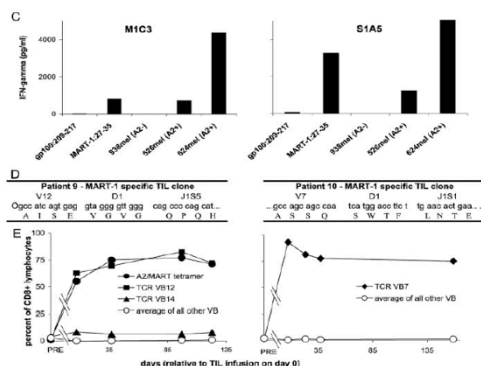 C
M1C3
S1A5
IFN-gamma (pg/ml)
4000
2000
0
gp100:209-217
MART-1:27-35
938mel (A2-)
526mel (A2+)
624mel (A2+)
gp100:209-217
MART-1:27-35
938mel (A2-)
526mel (A2+)
624mel (A2+)
D
Patient 9 - MART-1 specific TIL clone
V12 D1 J1S5
Ogcc atc agt gag gta ggg gtt ggg cag ccc cag cat...
A I S E V G V G Q P Q H
Patient 10 - MART-1 specific TIL clone
V7 D1 J1S1
...gcc agc agc caa tca tgg acc ttc t tg aac act gaa...
A S S Q S W T F L N T E
E
percent of CD8+ lymphocytes
100
75
50
25
0
A2/MART tetramer
TCR VB12
TCR VB14
average of all other VB
TCR VB7
average of all other VB
PRE 35 85 135
PRE 35 85 135
days (relative to TIL infusion on day 0)